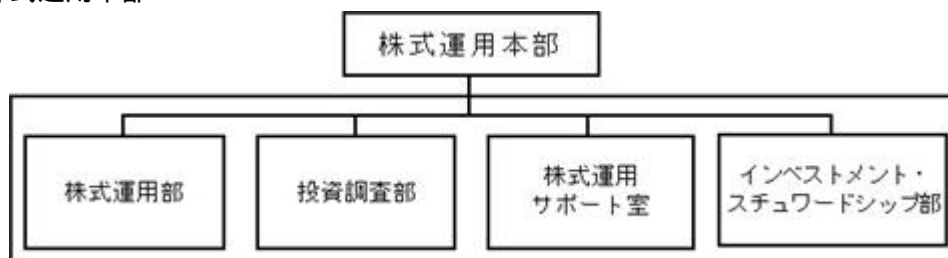 株式運用本部
株式運用部
投資調査部
株式運用
サポート室
インベストメント・
スチュワードシップ部